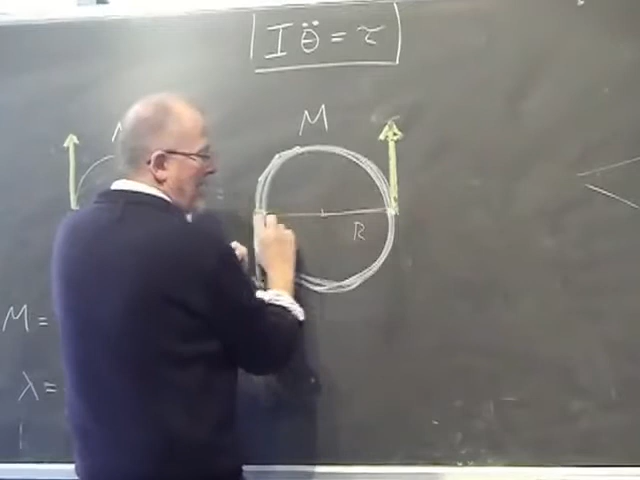 I θ̈ = τ
M
R
M =
λ =